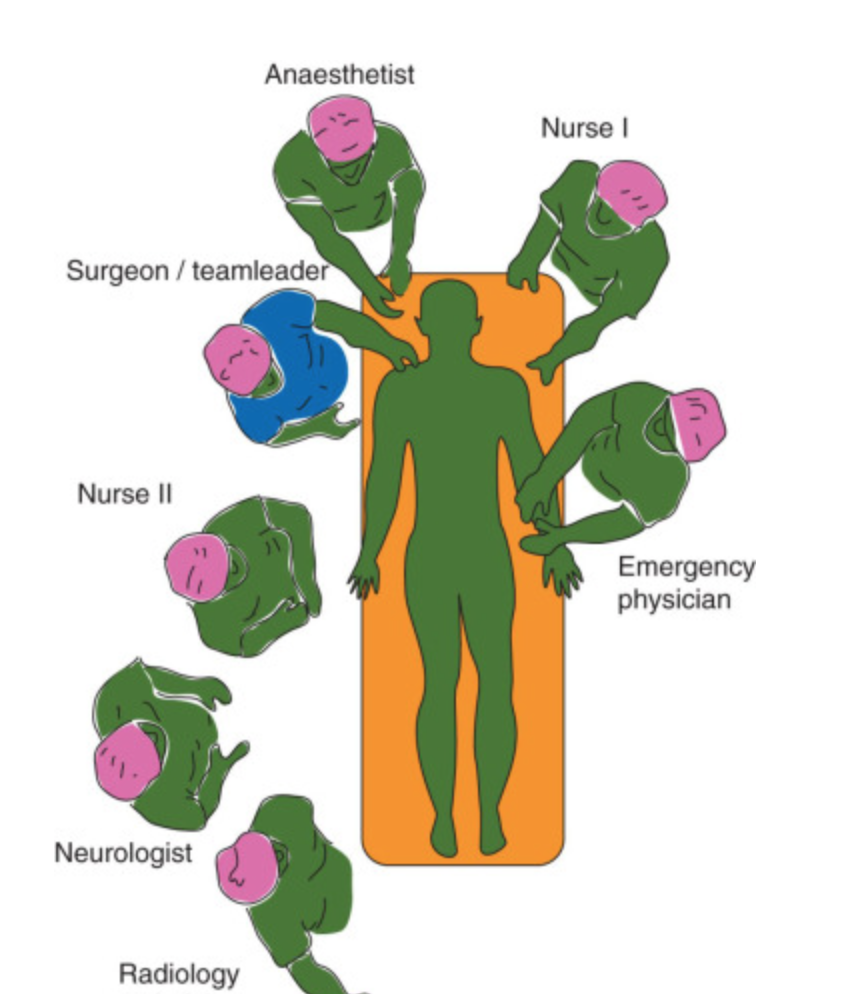 Anaesthetist
Nurse I
Surgeon / teamleader
Nurse II
Emergency
physician
Neurologist
Radiology